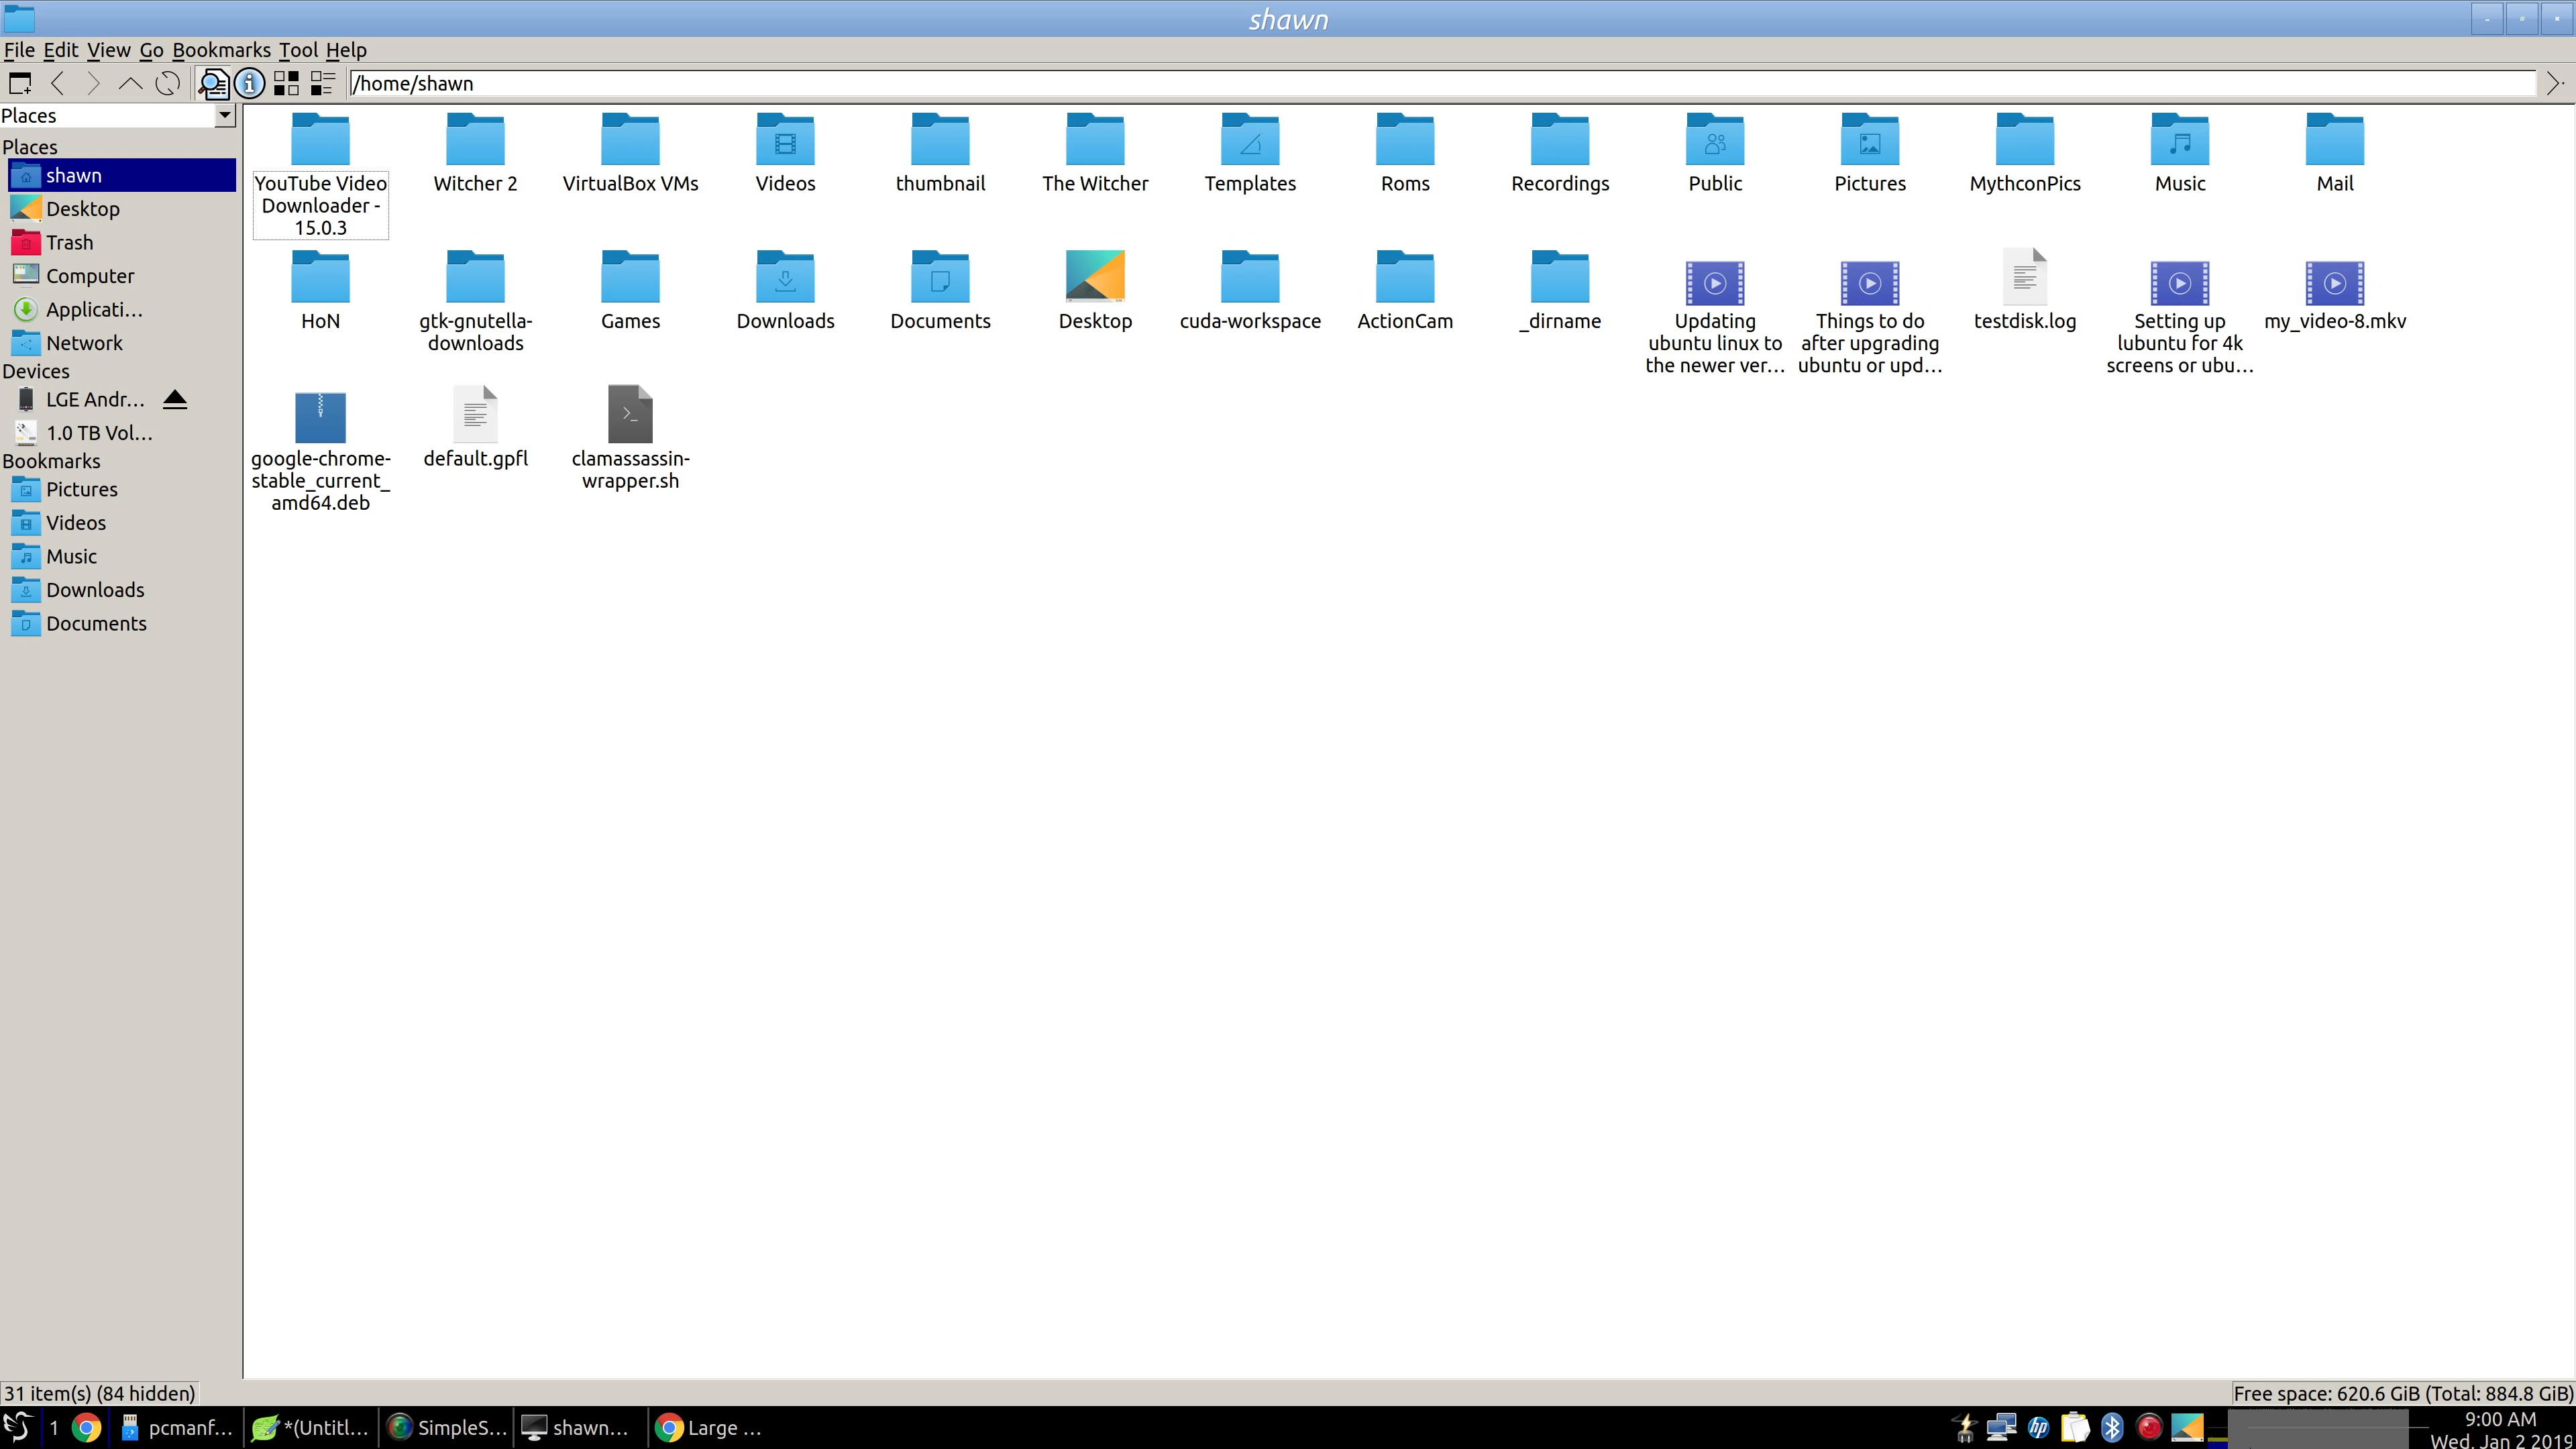 shawn
File Edit View Go Bookmarks Tool Help
/home/shawn
Places
Places
shawn
Desktop
Trash
Computer
Applicati...
Network
Devices
LGE Andr...
1.0 TB Vol...
Bookmarks
Pictures
Videos
Music
Downloads
Documents
YouTube Video
Downloader -
15.0.3
Witcher 2
VirtualBox VMs
Videos
thumbnail
The Witcher
Templates
Roms
Recordings
Public
Pictures
MythconPics
Music
Mail
HoN
gtk-gnutella-
downloads
Games
Downloads
Documents
Desktop
cuda-workspace
ActionCam
_dirname
Updating
ubuntu linux to
the newer ver...
Things to do
after upgrading
ubuntu or upd...
testdisk.log
Setting up
lubuntu for 4k
screens or ubu...
my_video-8.mkv
google-chrome-
stable_current_
amd64.deb
default.gpfl
clamassassin-
wrapper.sh
31 item(s) (84 hidden)
Free space: 620.6 GiB (Total: 884.8 GiB)
1
pcmanf...
*(Untitl...
SimpleS...
shawn...
Large ...
hp
9:00 AM
Wed, Jan 2 2019